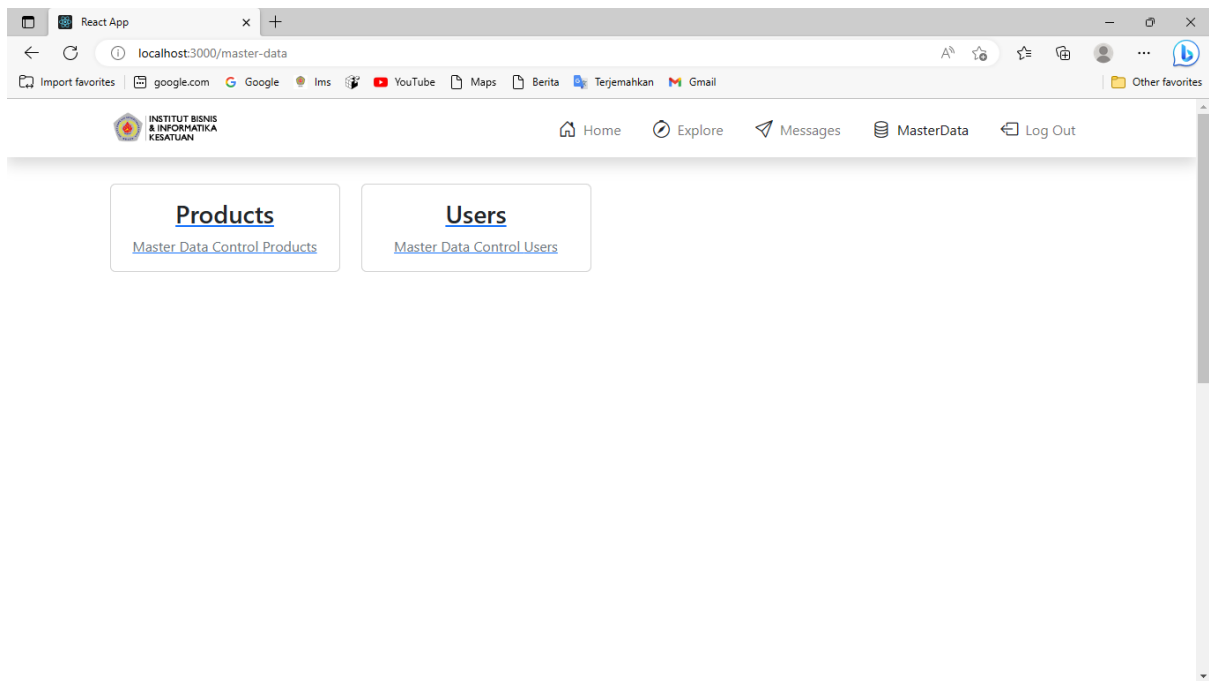 React App
localhost:3000/master-data
Import favorites google.com Google Ims YouTube Maps Berita Terjemahkan Gmail Other favorites
INSTITUT BISNIS
& INFORMATIKA
KESATUAN
Home Explore Messages MasterData Log Out
Products
Master Data Control Products
Users
Master Data Control Users